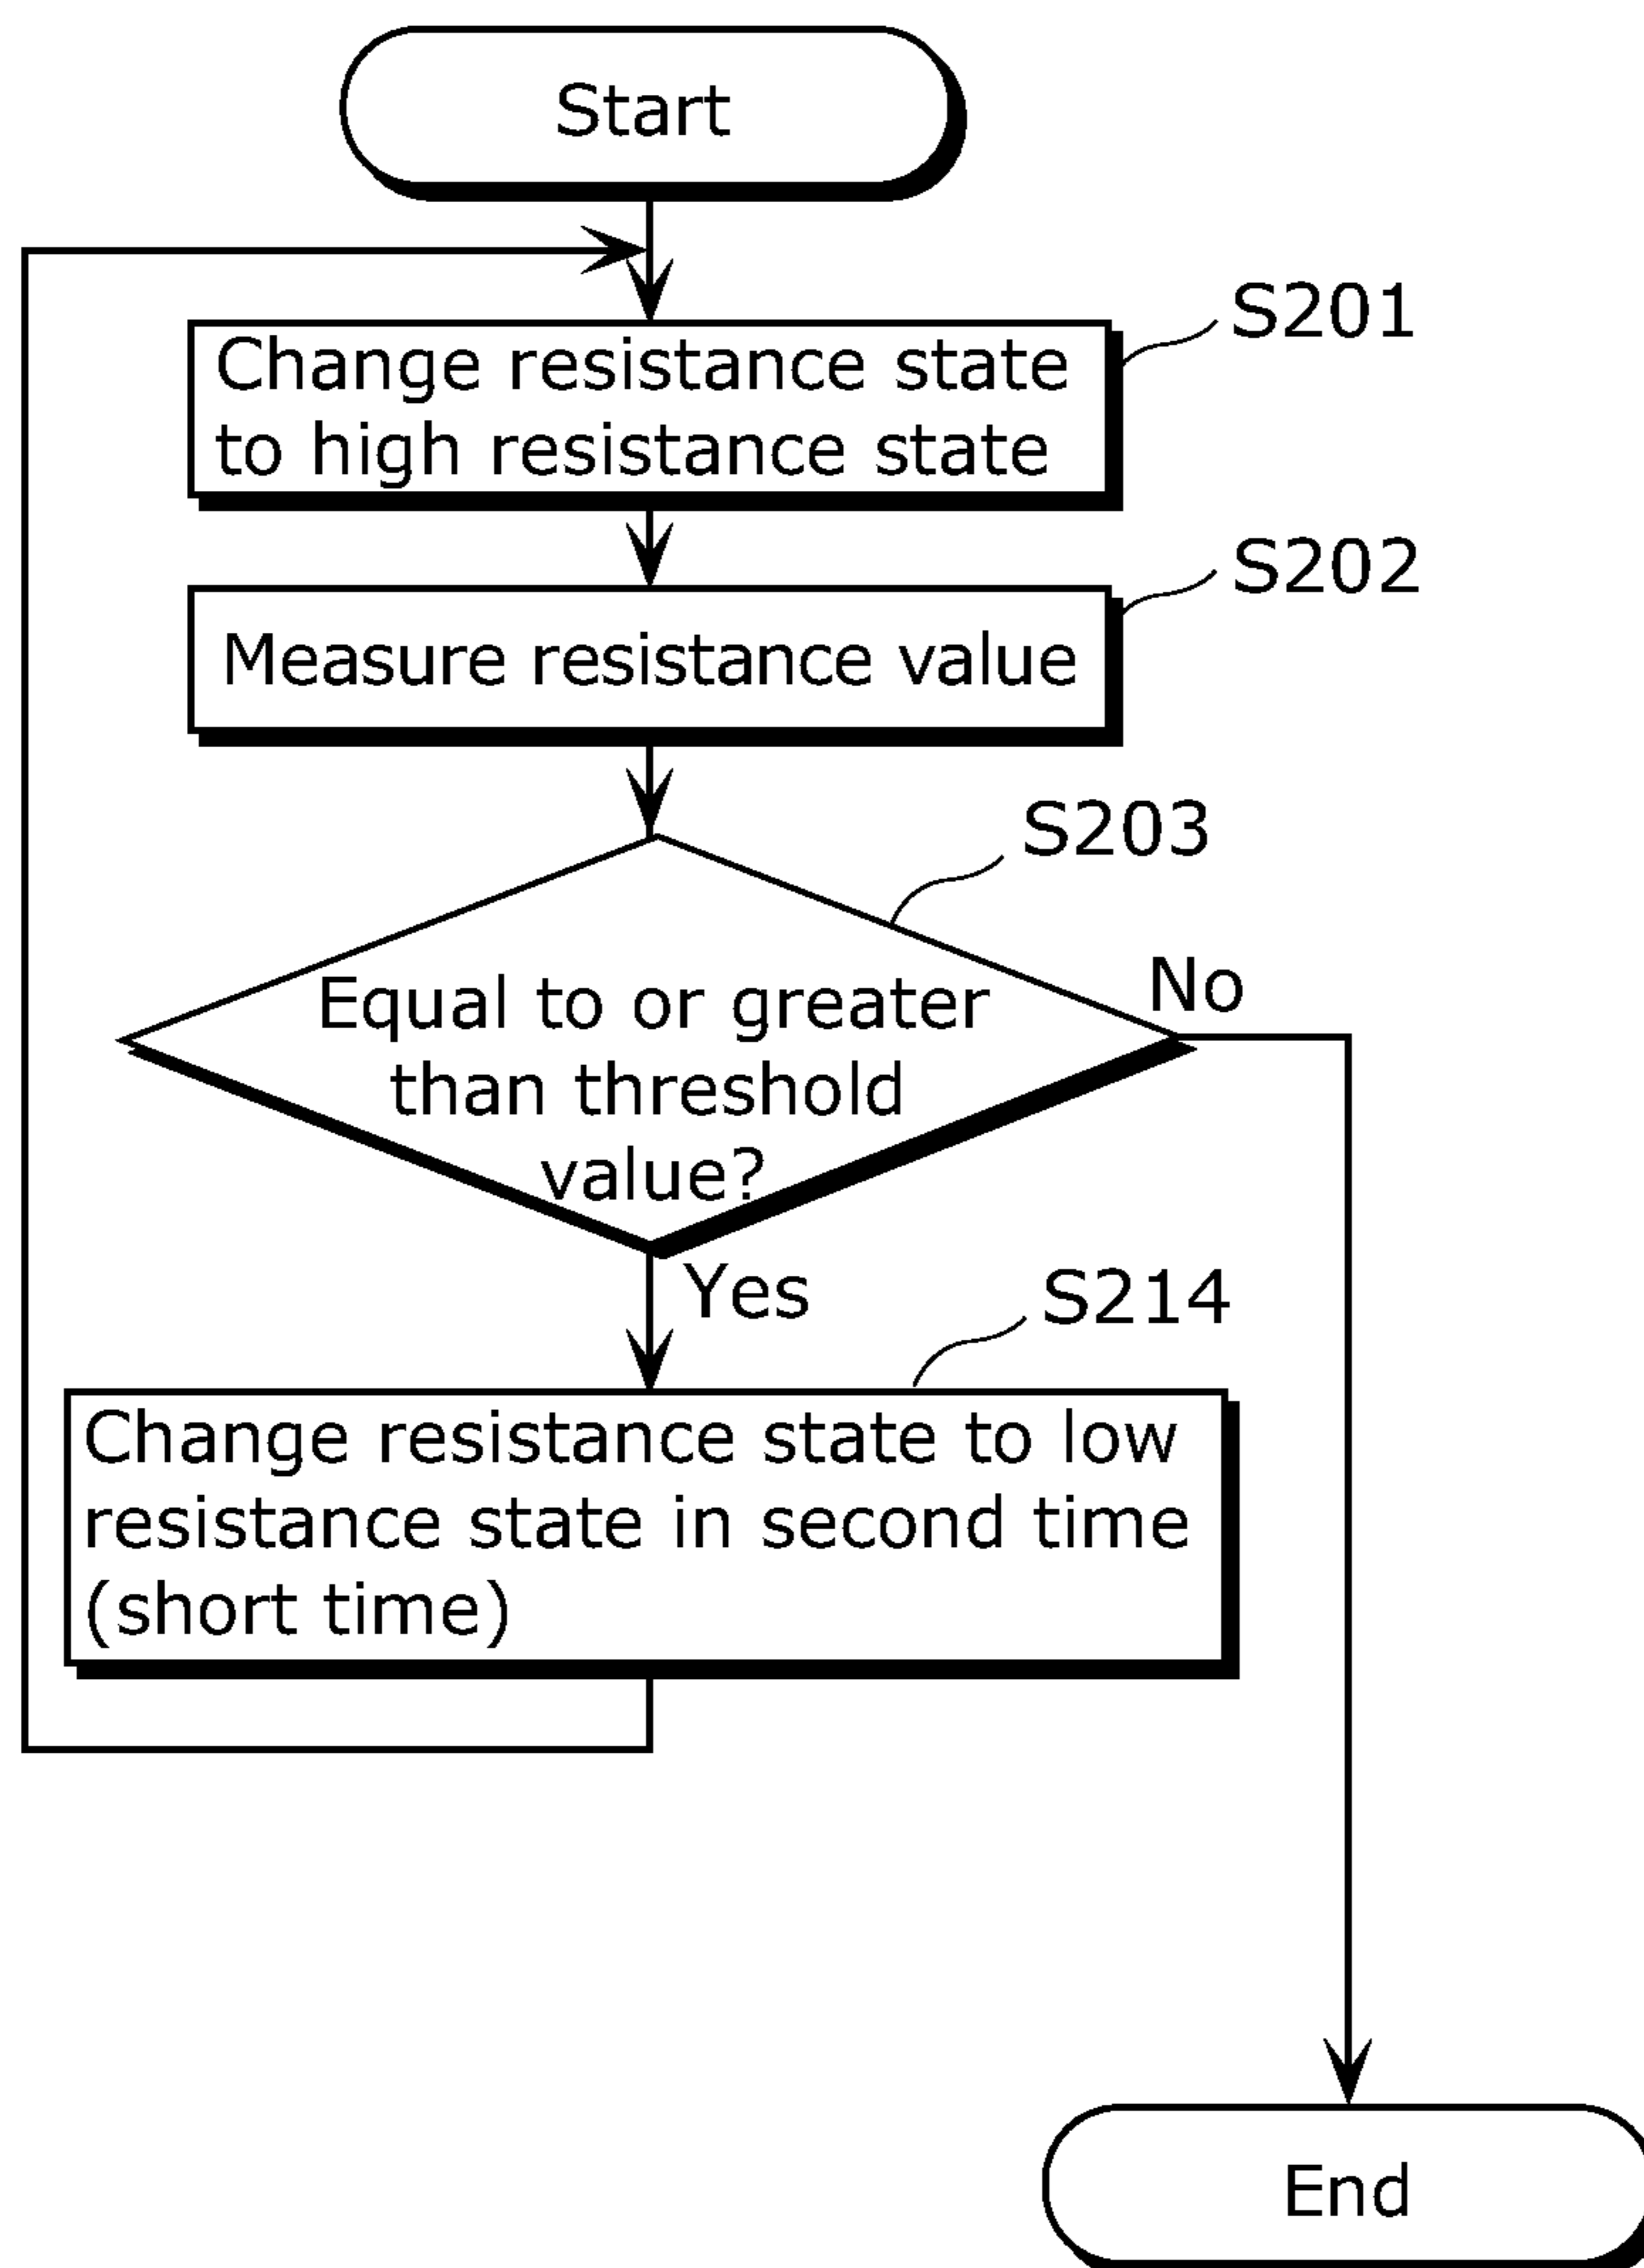 Start
S201
Change resistance state
to high resistance state
S202
Measure resistance value
S203
No
Equal to or greater
than threshold
value?
Yes
S214
Change resistance state to low
resistance state in second time
(short time)
End